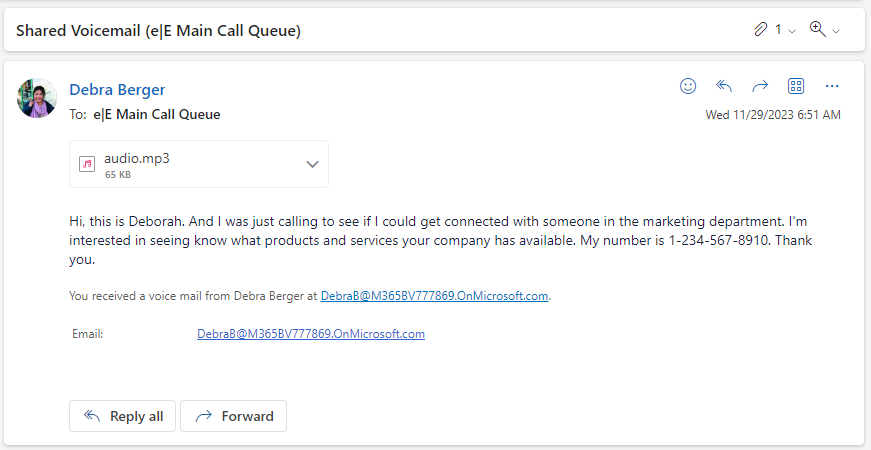 Shared Voicemail (e|E Main Call Queue)
1
Debra Berger
To: e|E Main Call Queue
Wed 11/29/2023 6:51 AM
audio.mp3
65 KB
Hi, this is Deborah. And I was just calling to see if I could get connected with someone in the marketing department. I'm
interested in seeing know what products and services your company has available. My number is 1-234-567-8910. Thank
you.
You received a voice mail from Debra Berger at DebraB@M365BV777869.OnMicrosoft.com.
Email: DebraB@M365BV777869.OnMicrosoft.com
Reply all Forward